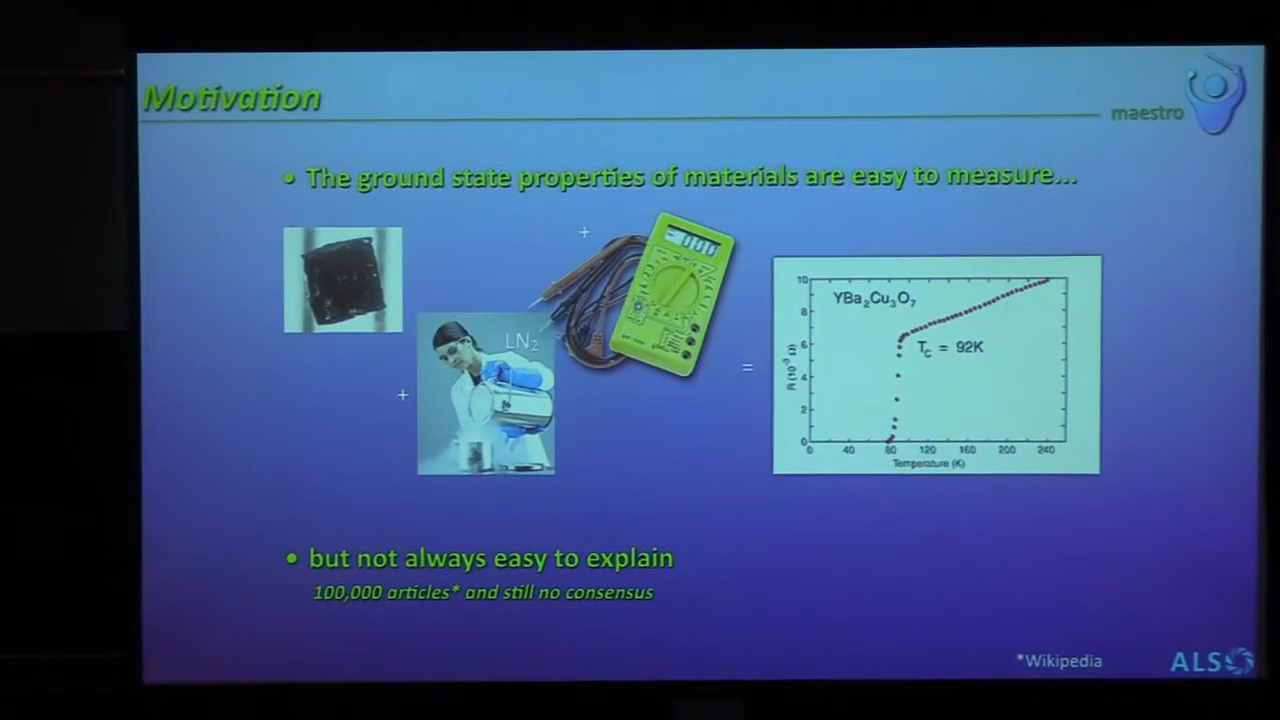 Motivation
maestro
• The ground state properties of materials are easy to measure...
+
000
LN₂
+
=
YBa₂Cu₃O₇
T_C = 92K
R (10⁻³ Ω)
10
8
6
4
2
0
0 40 80 120 160 200 240
Temperature (K)
• but not always easy to explain
100,000 articles* and still no consensus
*Wikipedia
ALS